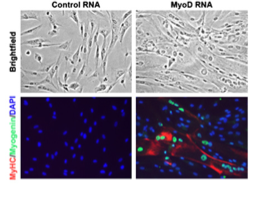 Control RNA
MyoD RNA
Brightfield
MyHC/Myogenin/DAPI